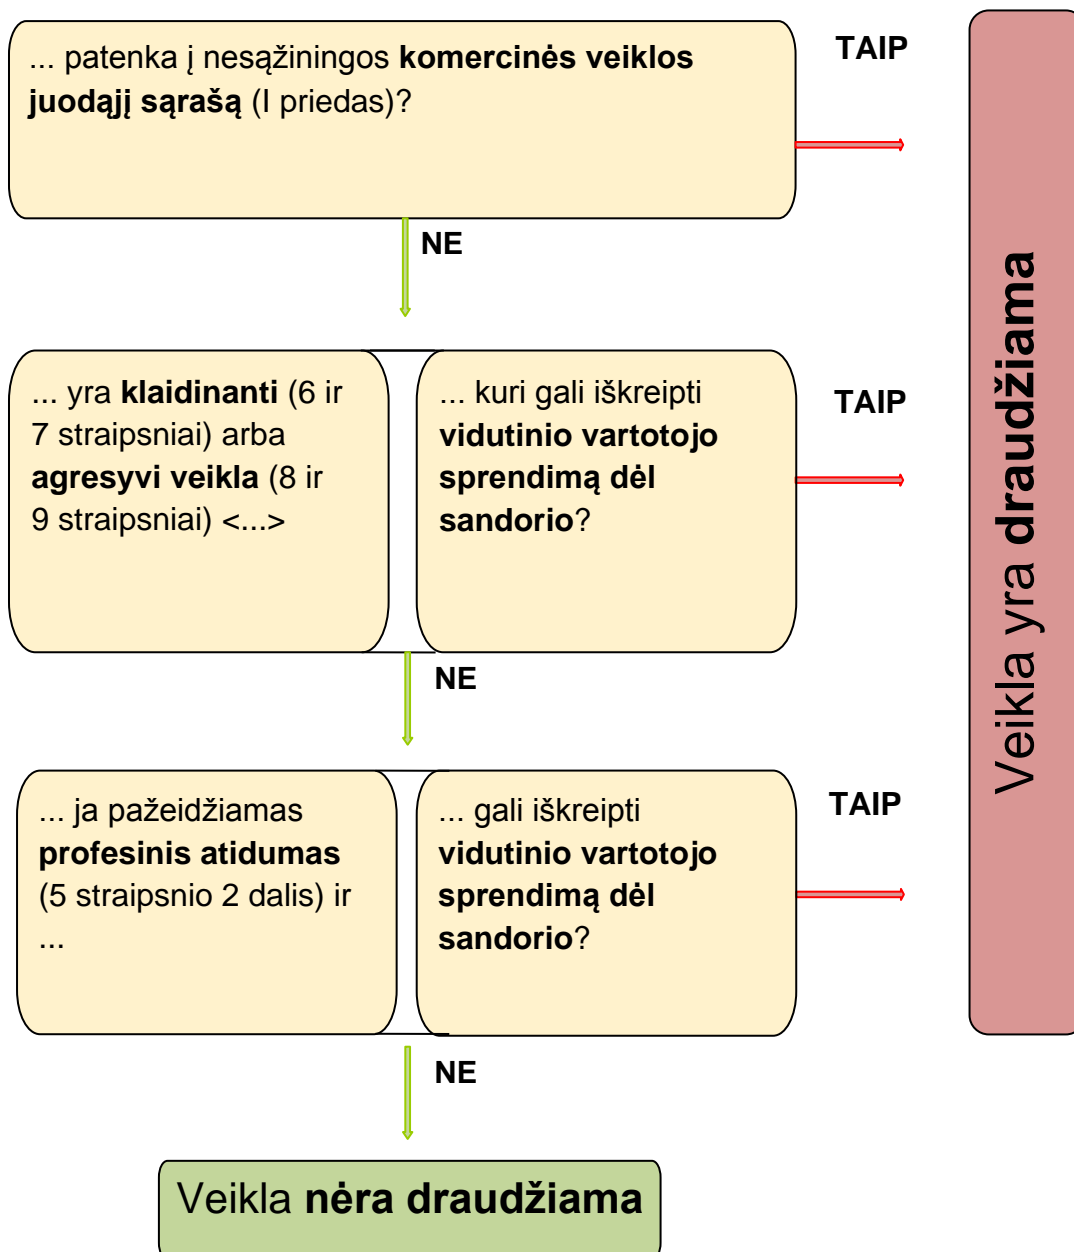 ... patenka į nesąžiningos komercinės veiklos
juodąjį sąrašą (I priedas)?
TAIP
NE
... yra klaidinanti (6 ir
7 straipsniai) arba
agresyvi veikla (8 ir
9 straipsniai) <...>
... kuri gali iškreipti
vidutinio vartotojo
sprendimą dėl
sandorio?
TAIP
NE
... ja pažeidžiamas
profesinis atidumas
(5 straipsnio 2 dalis) ir
...
... gali iškreipti
vidutinio vartotojo
sprendimą dėl
sandorio?
TAIP
NE
Veikla yra draudžiama
Veikla nėra draudžiama